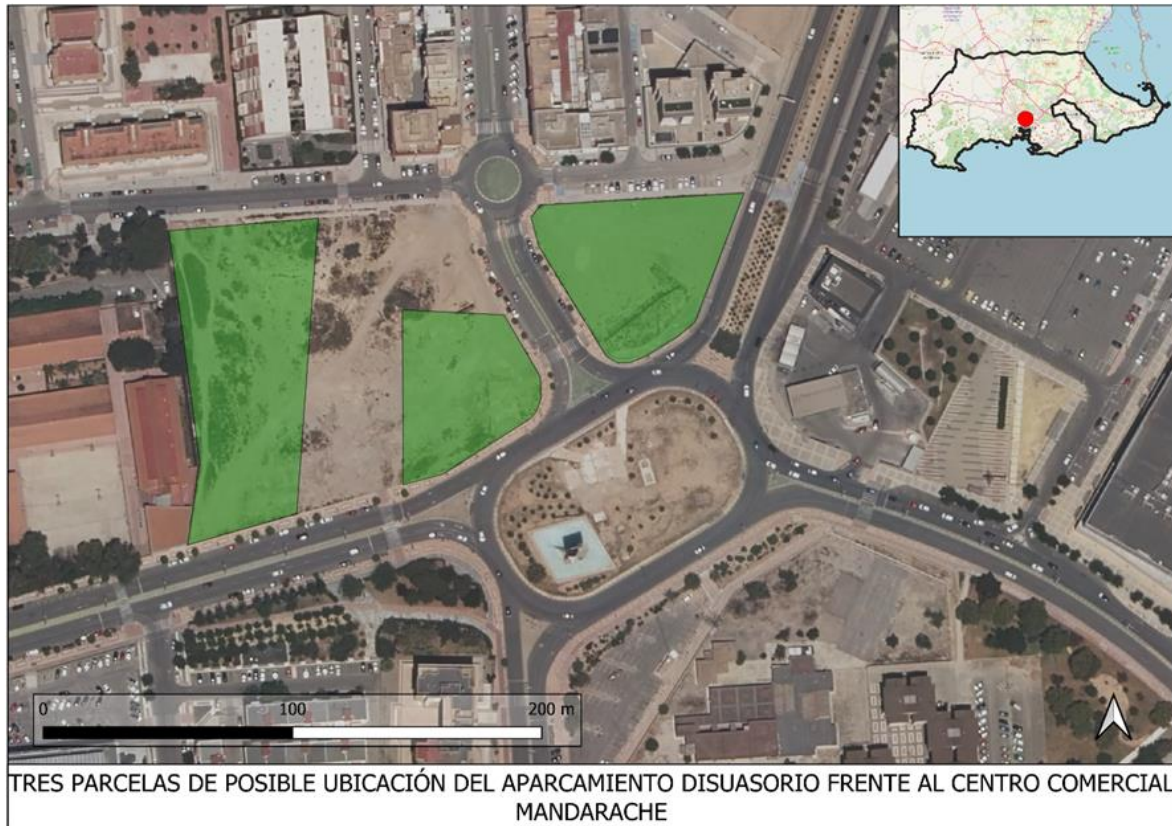 0 100 200 m
TRES PARCELAS DE POSIBLE UBICACIÓN DEL APARCAMIENTO DISUASORIO FRENTE AL CENTRO COMERCIAL
MANDARACHE